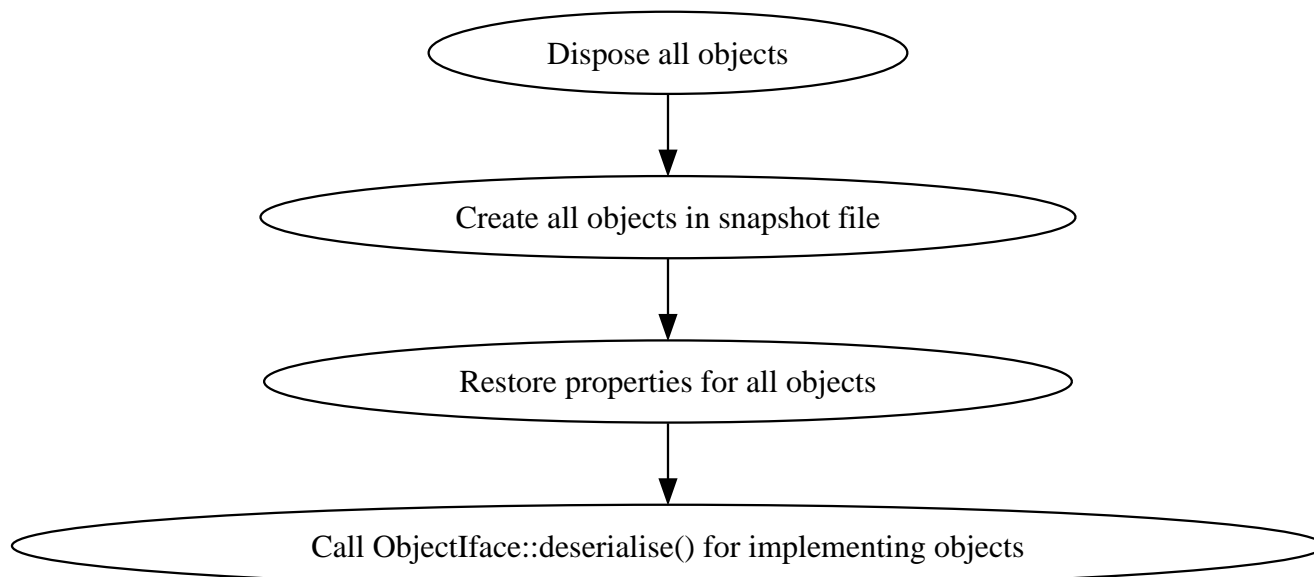 Dispose all objects
Create all objects in snapshot file
Restore properties for all objects
Call ObjectIface::deserialise() for implementing objects